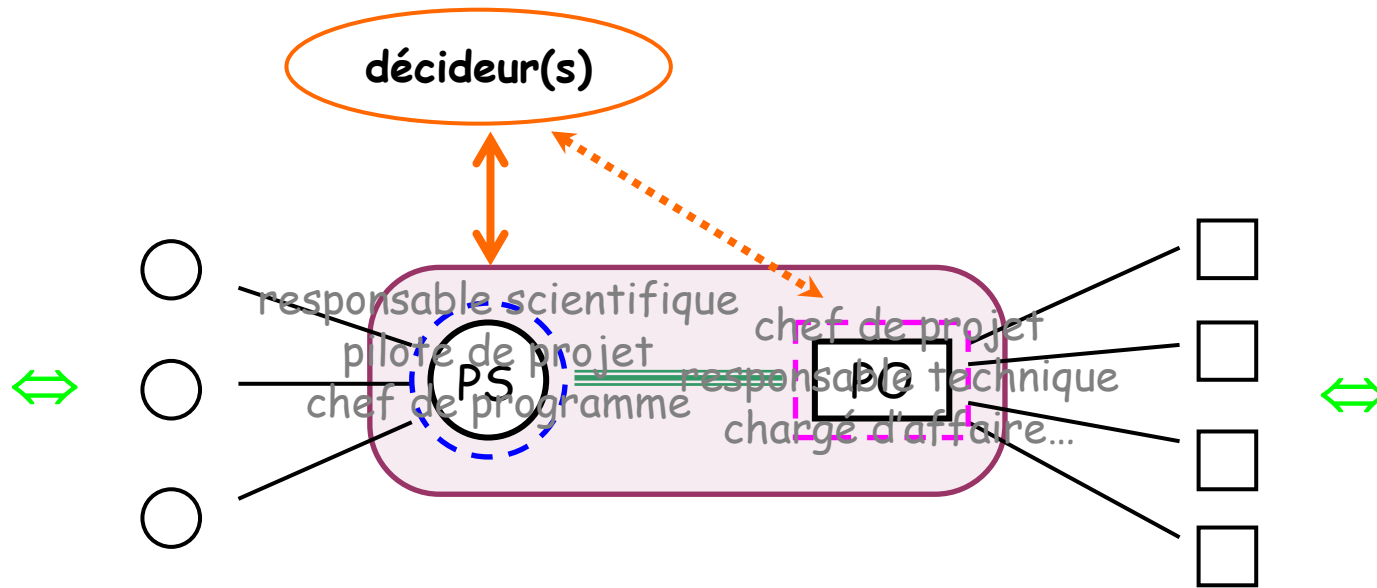 décideur(s)
responsable scientifique
pilote de projet
chef de programme
PS
chef de projet
responsable technique
chargé d'affaire...
PO